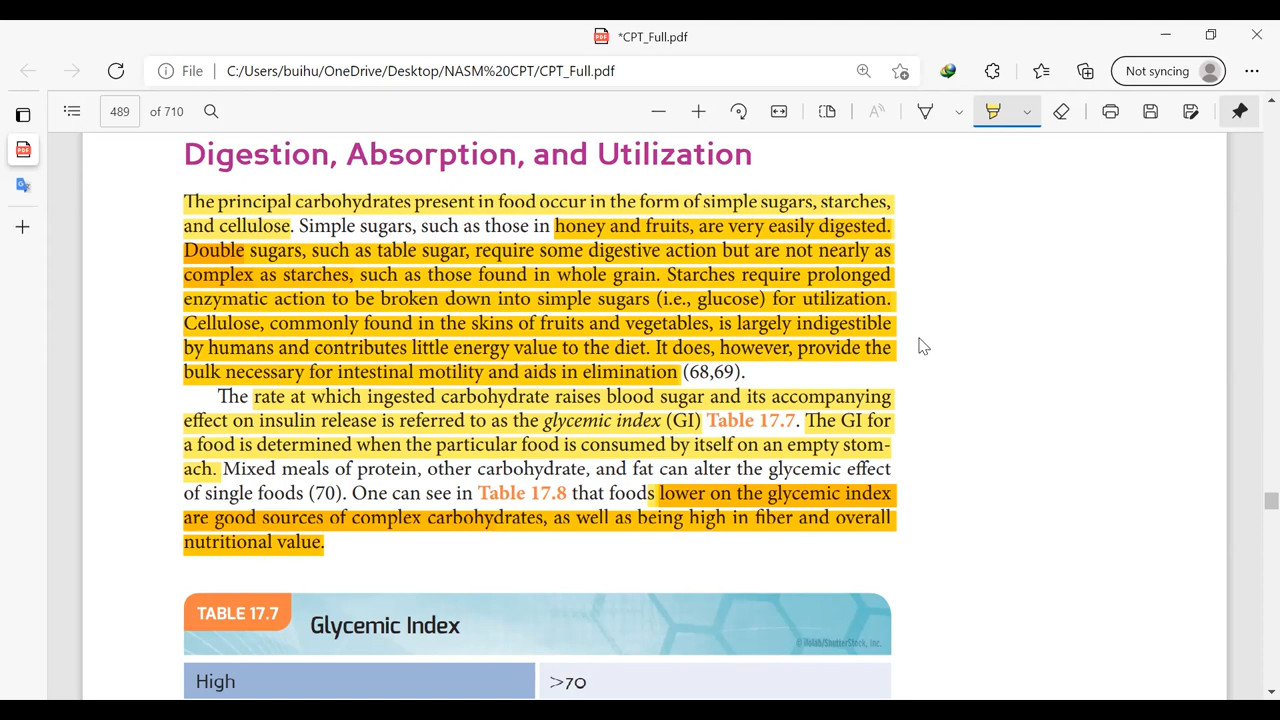 *CPT_Full.pdf
File C:/Users/buihu/OneDrive/Desktop/NASM%20CPT/CPT_Full.pdf
Not syncing
489 of 710
Digestion, Absorption, and Utilization
The principal carbohydrates present in food occur in the form of simple sugars, starches,
and cellulose. Simple sugars, such as those in honey and fruits, are very easily digested.
Double sugars, such as table sugar, require some digestive action but are not nearly as
complex as starches, such as those found in whole grain. Starches require prolonged
enzymatic action to be broken down into simple sugars (i.e., glucose) for utilization.
Cellulose, commonly found in the skins of fruits and vegetables, is largely indigestible
by humans and contributes little energy value to the diet. It does, however, provide the
bulk necessary for intestinal motility and aids in elimination (68,69).
The rate at which ingested carbohydrate raises blood sugar and its accompanying
effect on insulin release is referred to as the glycemic index (GI) Table 17.7. The GI for
a food is determined when the particular food is consumed by itself on an empty stom-
ach. Mixed meals of protein, other carbohydrate, and fat can alter the glycemic effect
of single foods (70). One can see in Table 17.8 that foods lower on the glycemic index
are good sources of complex carbohydrates, as well as being high in fiber and overall
nutritional value.
TABLE 17.7 Glycemic Index
High >70